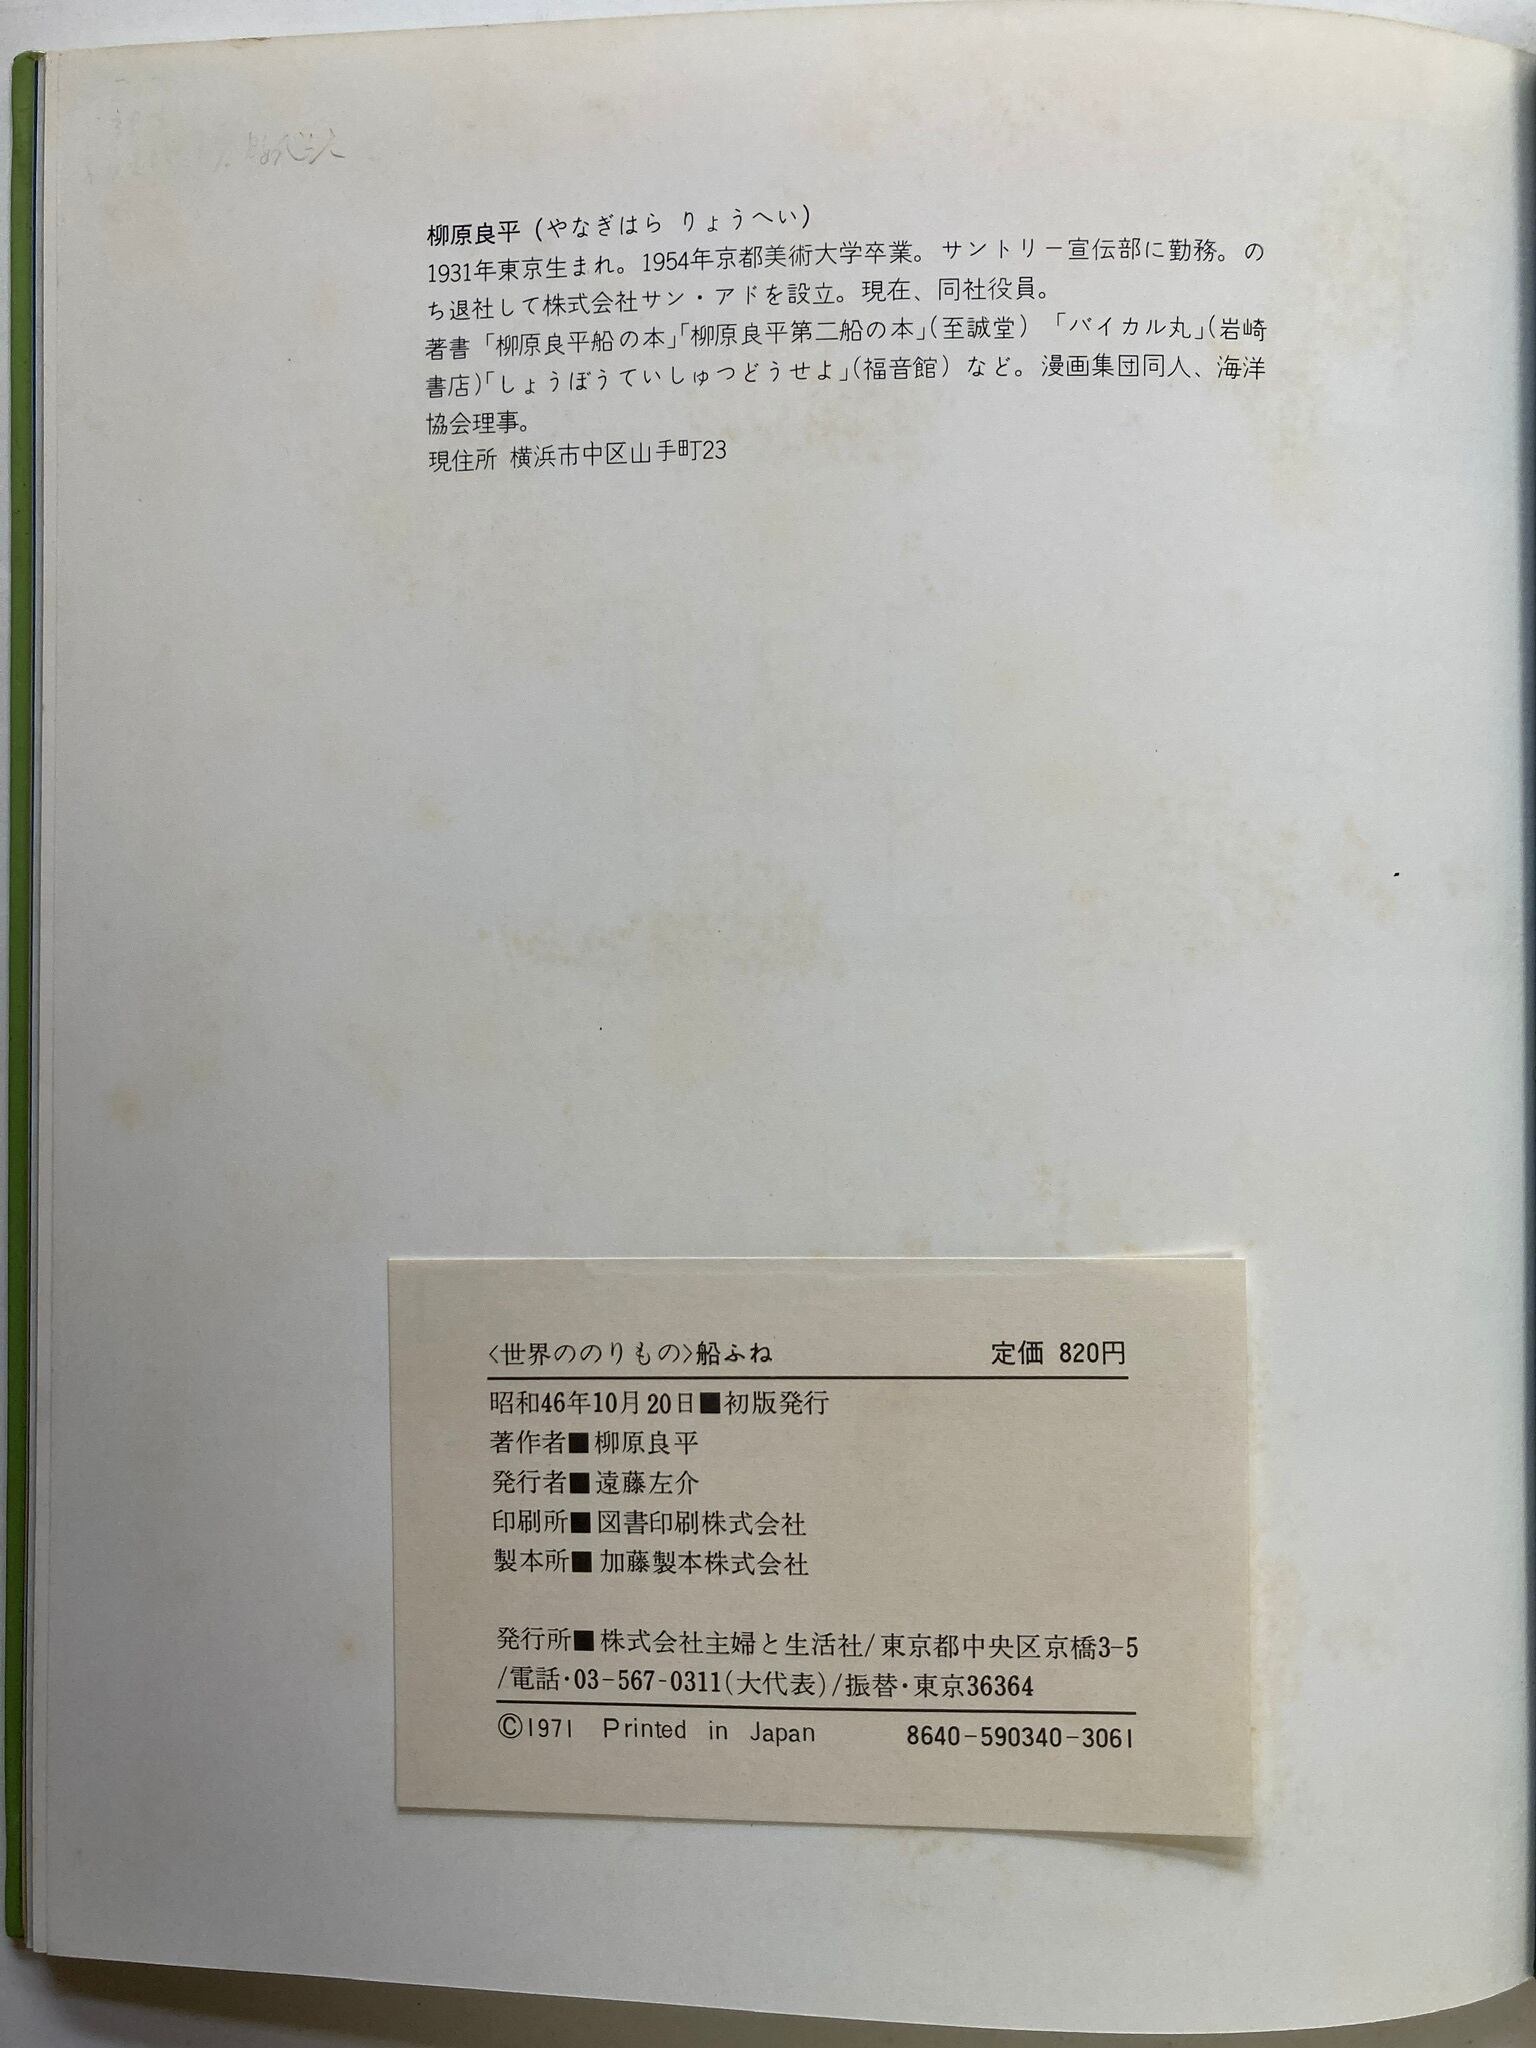 柳原良平 (やなぎはら りょうへい)
1931年東京生まれ。1954年京都美術大学卒業。サントリー宣伝部に勤務。の
ち退社して株式会社サン・アドを設立。現在、同社役員。
著書「柳原良平船の本」「柳原良平第二船の本」(至誠堂) 「バイカル丸」(岩崎
書店)「しょうぼうていしゅつどうせよ」(福音館) など。漫画集団同人、海洋
協会理事。
現住所 横浜市中区山手町23
〈世界ののりもの〉船ふね 定価 820円
昭和46年10月20日■初版発行
著作者■柳原良平
発行者■遠藤左介
印刷所■図書印刷株式会社
製本所■加藤製本株式会社
発行所■株式会社主婦と生活社/東京都中央区京橋3-5
/電話・03-567-0311(大代表)/振替・東京36364
©1971 Printed in Japan 8640-590340-3061